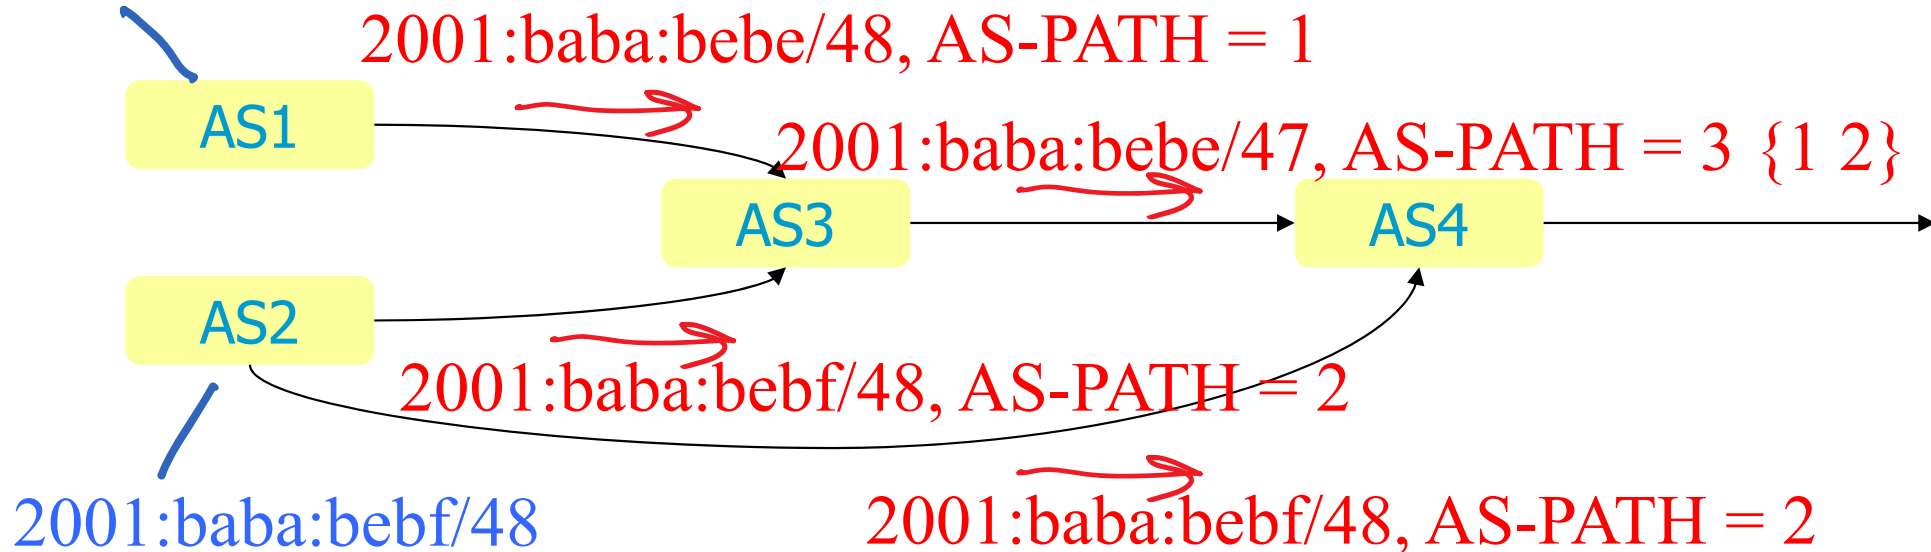 2001:baba:bebe/48, AS-PATH = 1
AS1
2001:baba:bebe/47, AS-PATH = 3 {1 2}
AS3
AS4
AS2
2001:baba:bebf/48, AS-PATH = 2
2001:baba:bebf/48
2001:baba:bebf/48, AS-PATH = 2